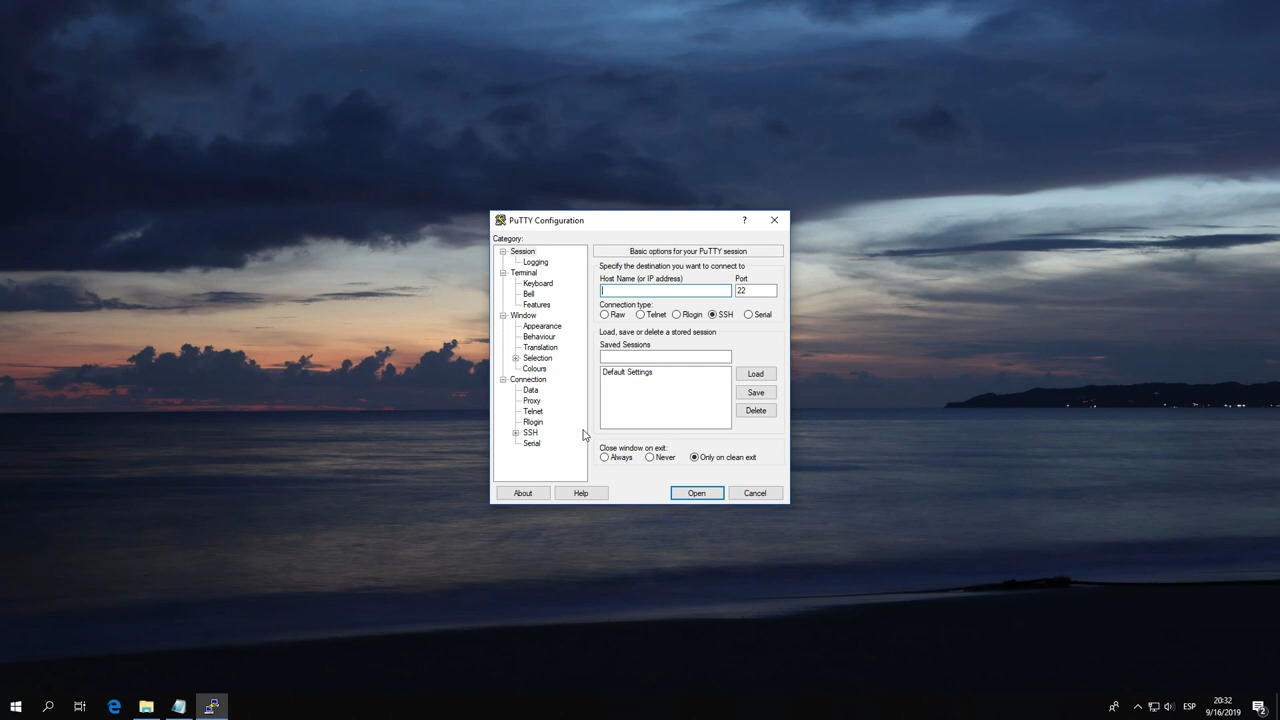 PuTTY Configuration
?
Category:
Session
Logging
Terminal
Keyboard
Bell
Features
Window
Appearance
Behaviour
Translation
Selection
Colours
Connection
Data
Proxy
Telnet
Rlogin
SSH
Serial
Basic options for your PuTTY session
Specify the destination you want to connect to
Host Name (or IP address) Port
22
Connection type:
Raw Telnet Rlogin SSH Serial
Load, save or delete a stored session
Saved Sessions
Default Settings
Load
Save
Delete
Close window on exit:
Always Never Only on clean exit
About Help Open Cancel
ESP
20:32
9/16/2019
2